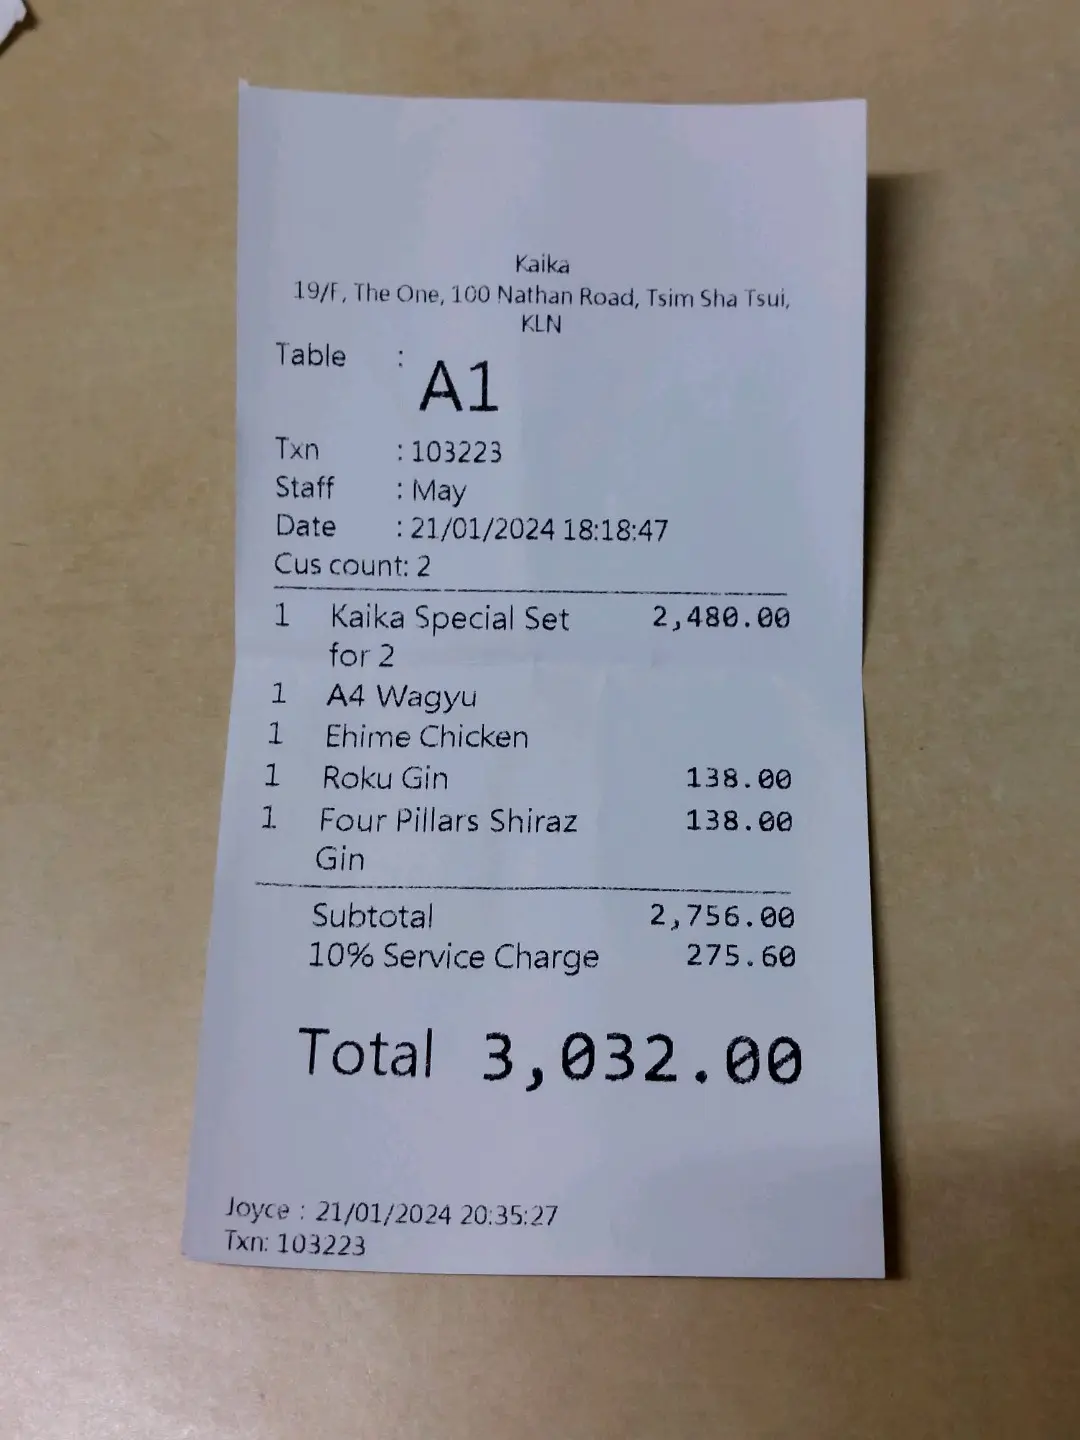 Kaika
19/F, The One, 100 Nathan Road, Tsim Sha Tsui,
KLN
Table : A1
Txn : 103223
Staff : May
Date : 21/01/2024 18:18:47
Cus count: 2
1 Kaika Special Set 2,480.00
for 2
1 A4 Wagyu
1 Ehime Chicken
1 Roku Gin 138.00
1 Four Pillars Shiraz 138.00
Gin
Subtotal 2,756.00
10% Service Charge 275.60
Total 3,032.00
Joyce : 21/01/2024 20:35:27
Txn: 103223